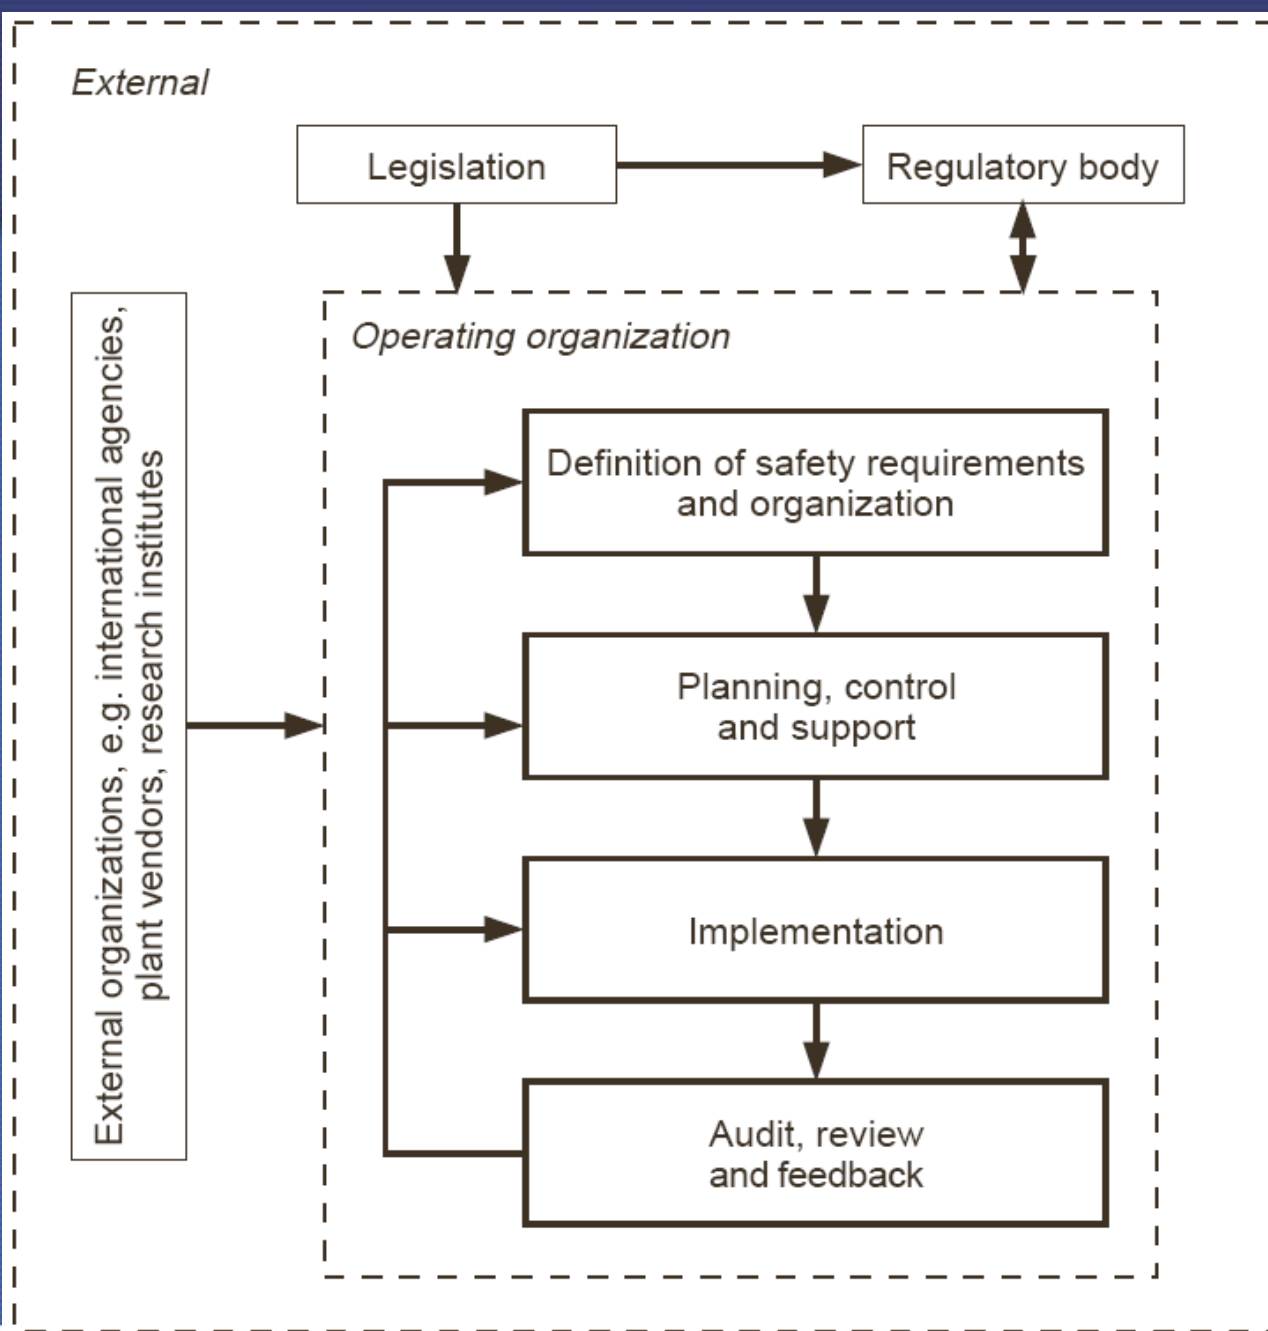 External
Legislation
Regulatory body
External organizations, e.g. international agencies,
plant vendors, research institutes
Operating organization
Definition of safety requirements
and organization
Planning, control
and support
Implementation
Audit, review
and feedback